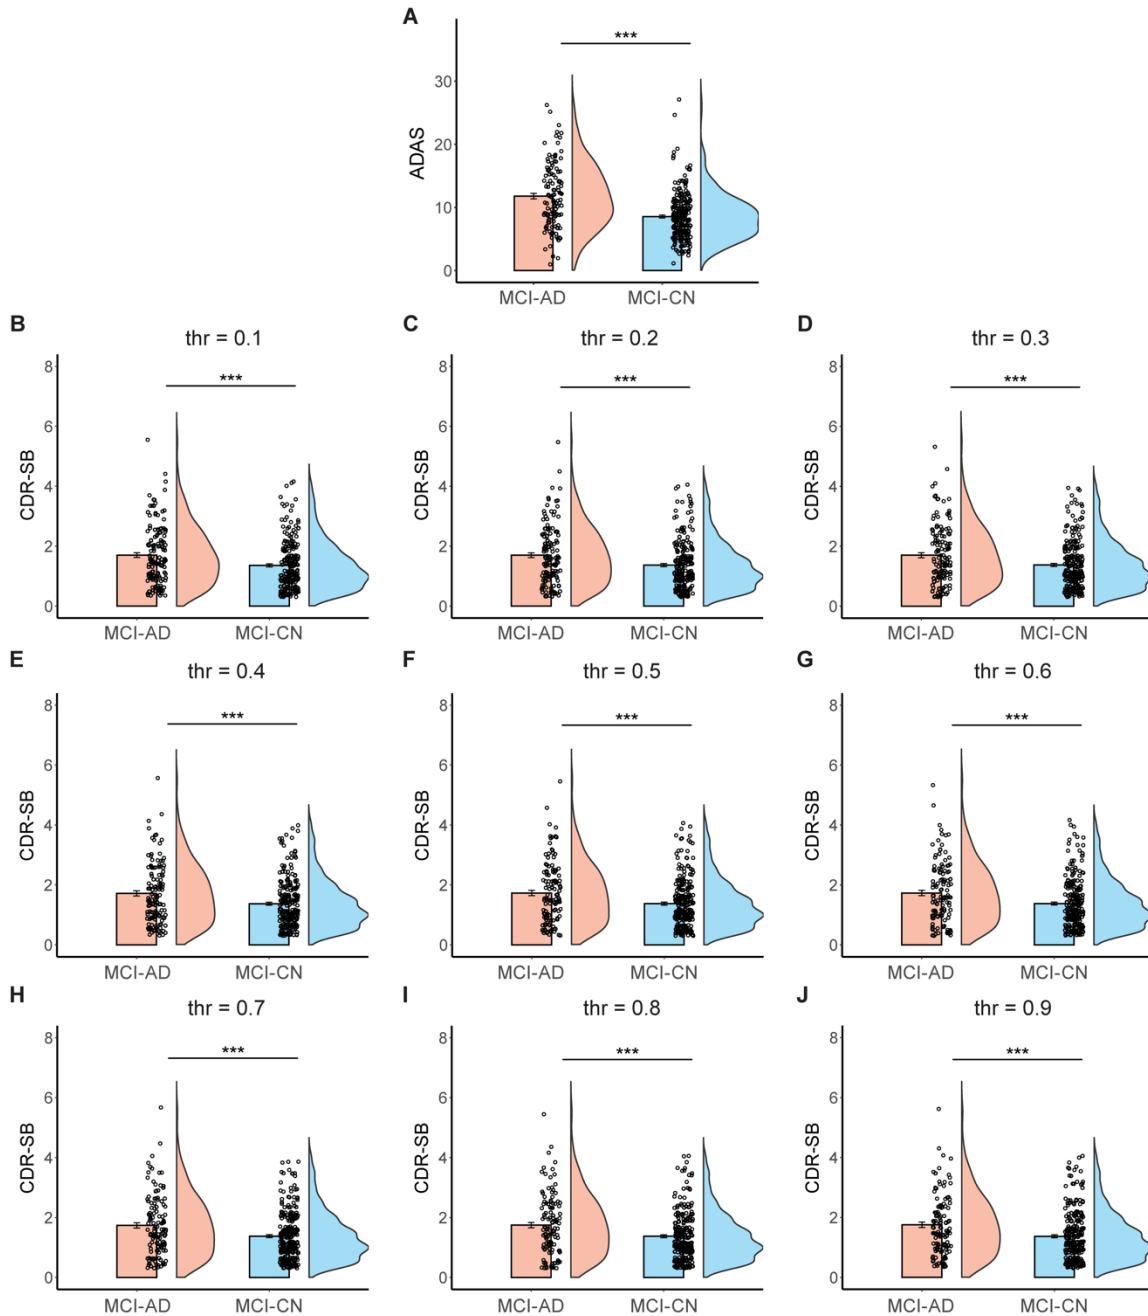 A
***
30
20
10
0
ADAS
MCI-AD MCI-CN
B thr = 0.1
C thr = 0.2
D thr = 0.3
8
6
4
2
0
CDR-SB
***
MCI-AD MCI-CN
8
6
4
2
0
CDR-SB
***
MCI-AD MCI-CN
8
6
4
2
0
CDR-SB
***
MCI-AD MCI-CN
E thr = 0.4
F thr = 0.5
G thr = 0.6
8
6
4
2
0
CDR-SB
***
MCI-AD MCI-CN
8
6
4
2
0
CDR-SB
***
MCI-AD MCI-CN
8
6
4
2
0
CDR-SB
***
MCI-AD MCI-CN
H thr = 0.7
I thr = 0.8
J thr = 0.9
8
6
4
2
0
CDR-SB
***
MCI-AD MCI-CN
8
6
4
2
0
CDR-SB
***
MCI-AD MCI-CN
8
6
4
2
0
CDR-SB
***
MCI-AD MCI-CN